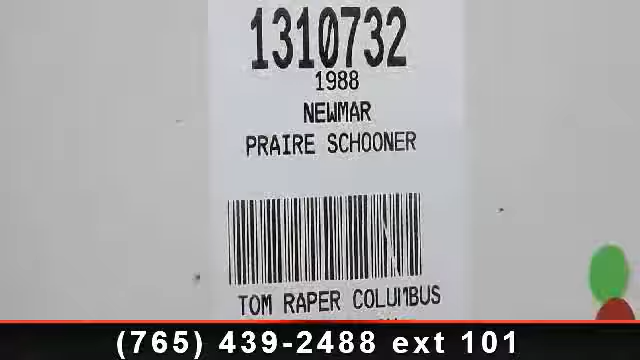 1310732
1988
NEWMAR
PRAIRE SCHOONER
TOM RAPER COLUMBUS
(765) 439-2488 ext 101